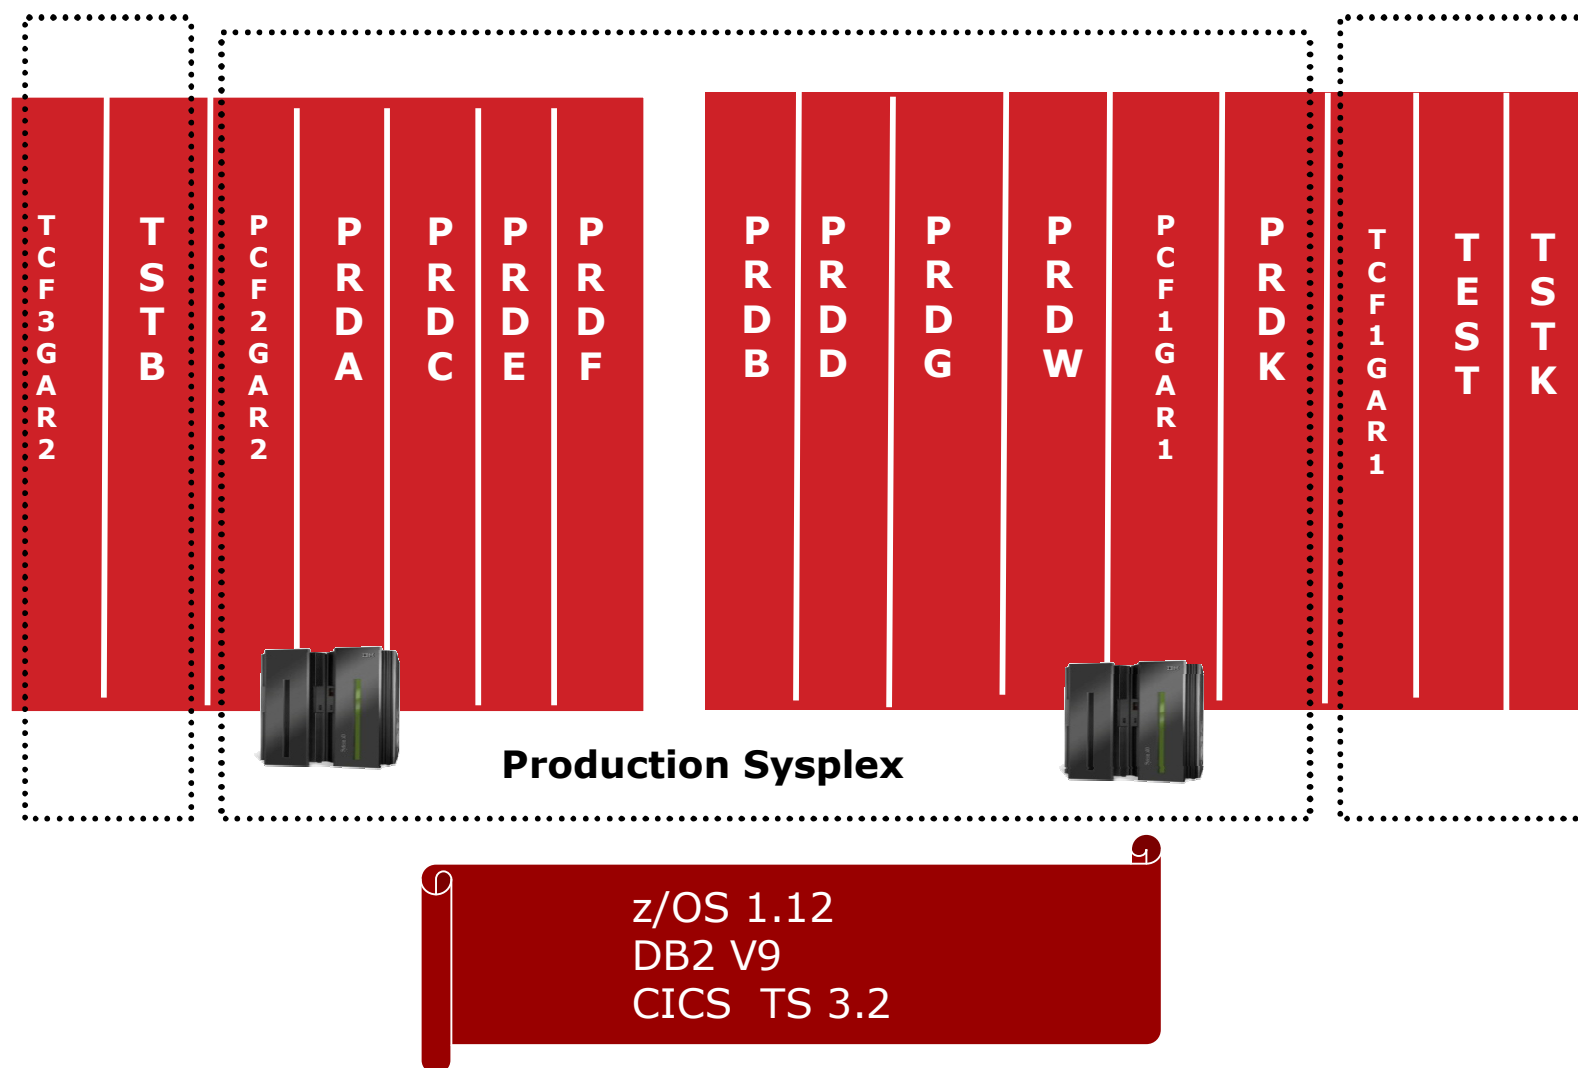 TCF3GAR2
TSTB
PCF2GAR2
PRDA
PRDC
PRDE
PRDF
PRDB
PRDD
PRDG
PRDW
PCF1GAR1
PRDK
TCF1GAR1
TEST
TSTK
Production Sysplex
z/OS 1.12
DB2 V9
CICS TS 3.2